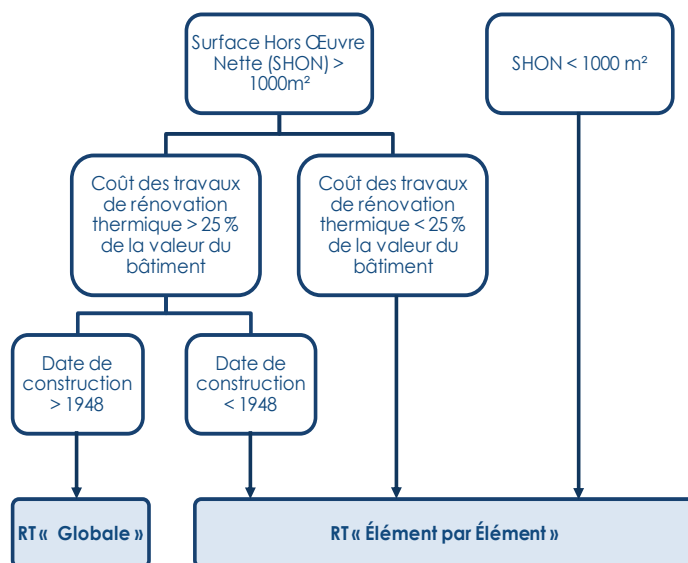 Surface Hors Œuvre
Nette (SHON) >
1000m²
SHON < 1000 m²
Coût des travaux
de rénovation
thermique > 25 %
de la valeur du
bâtiment
Coût des travaux
de rénovation
thermique < 25 %
de la valeur du
bâtiment
Date de
construction
> 1948
Date de
construction
< 1948
RT « Globale »
RT « Élément par Élément »